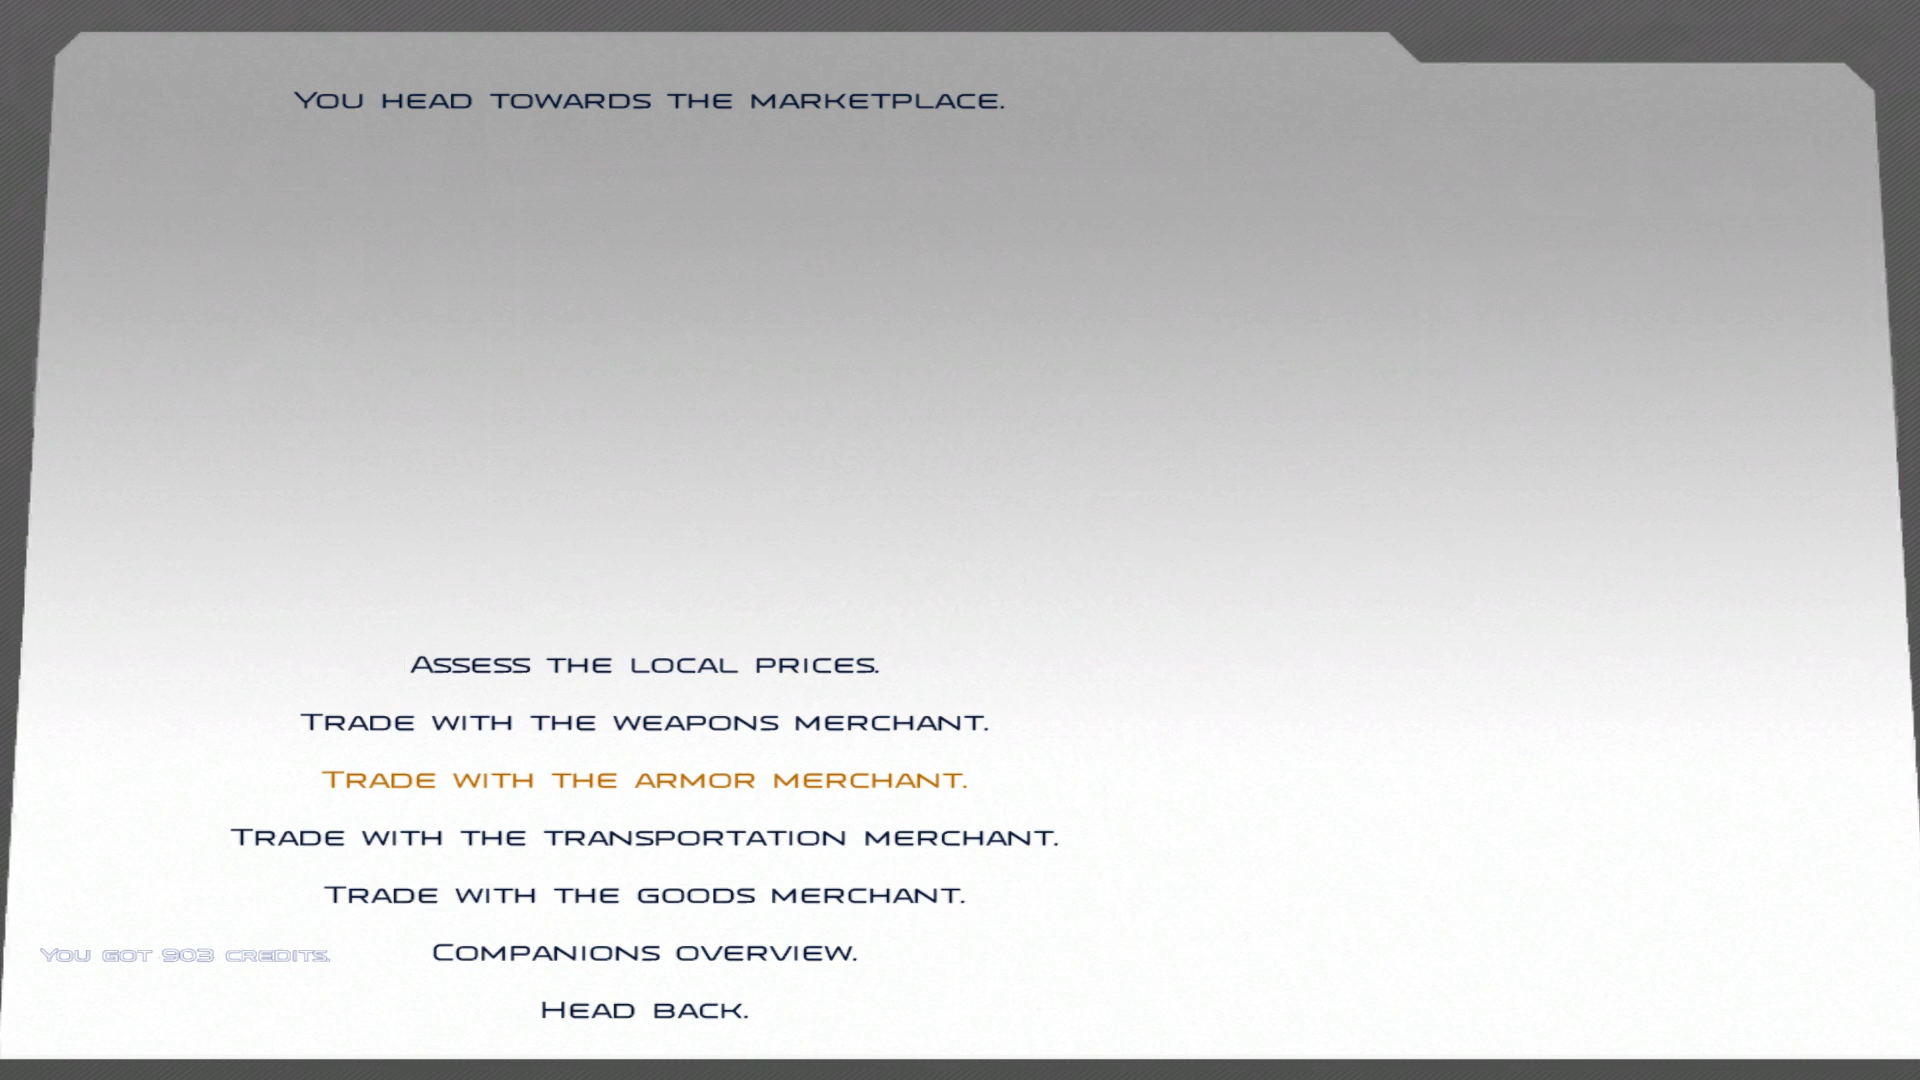 You head towards the marketplace.
Assess the local prices.
Trade with the weapons merchant.
Trade with the armor merchant.
Trade with the transportation merchant.
Trade with the goods merchant.
You got 903 credits.
Companions overview.
Head back.